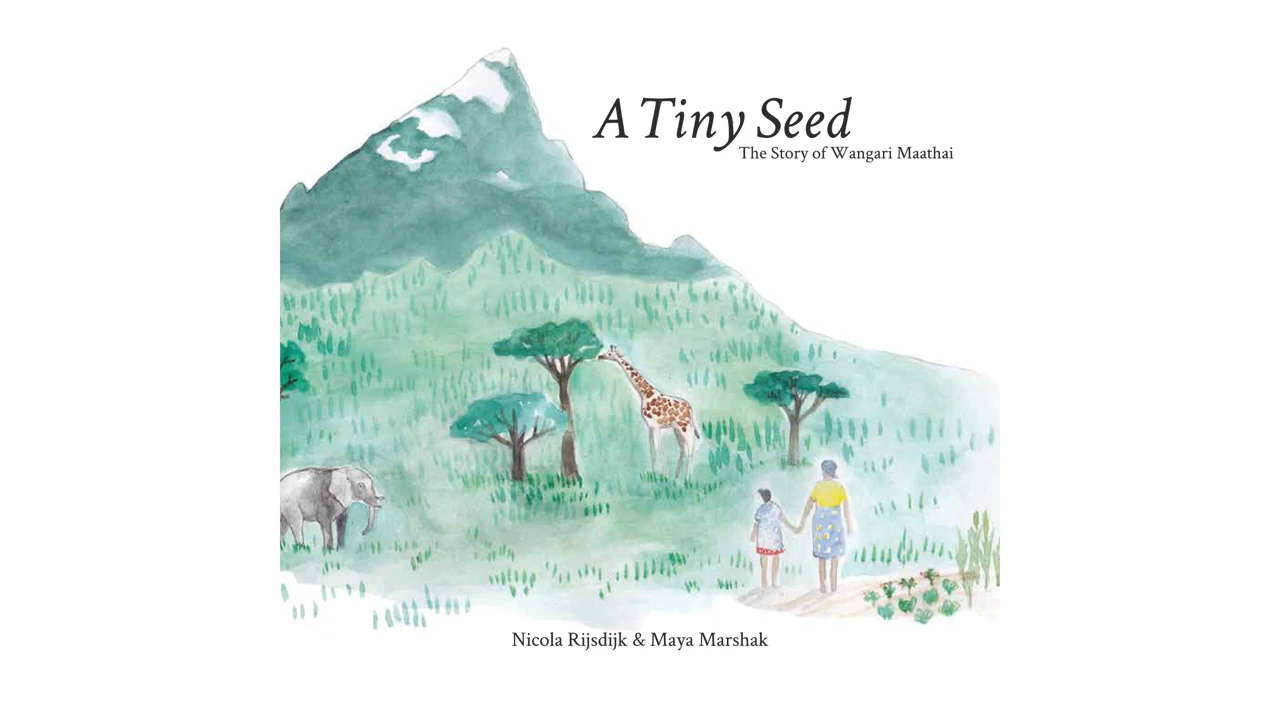 A Tiny Seed
The Story of Wangari Maathai
Nicola Rijsdijk & Maya Marshak